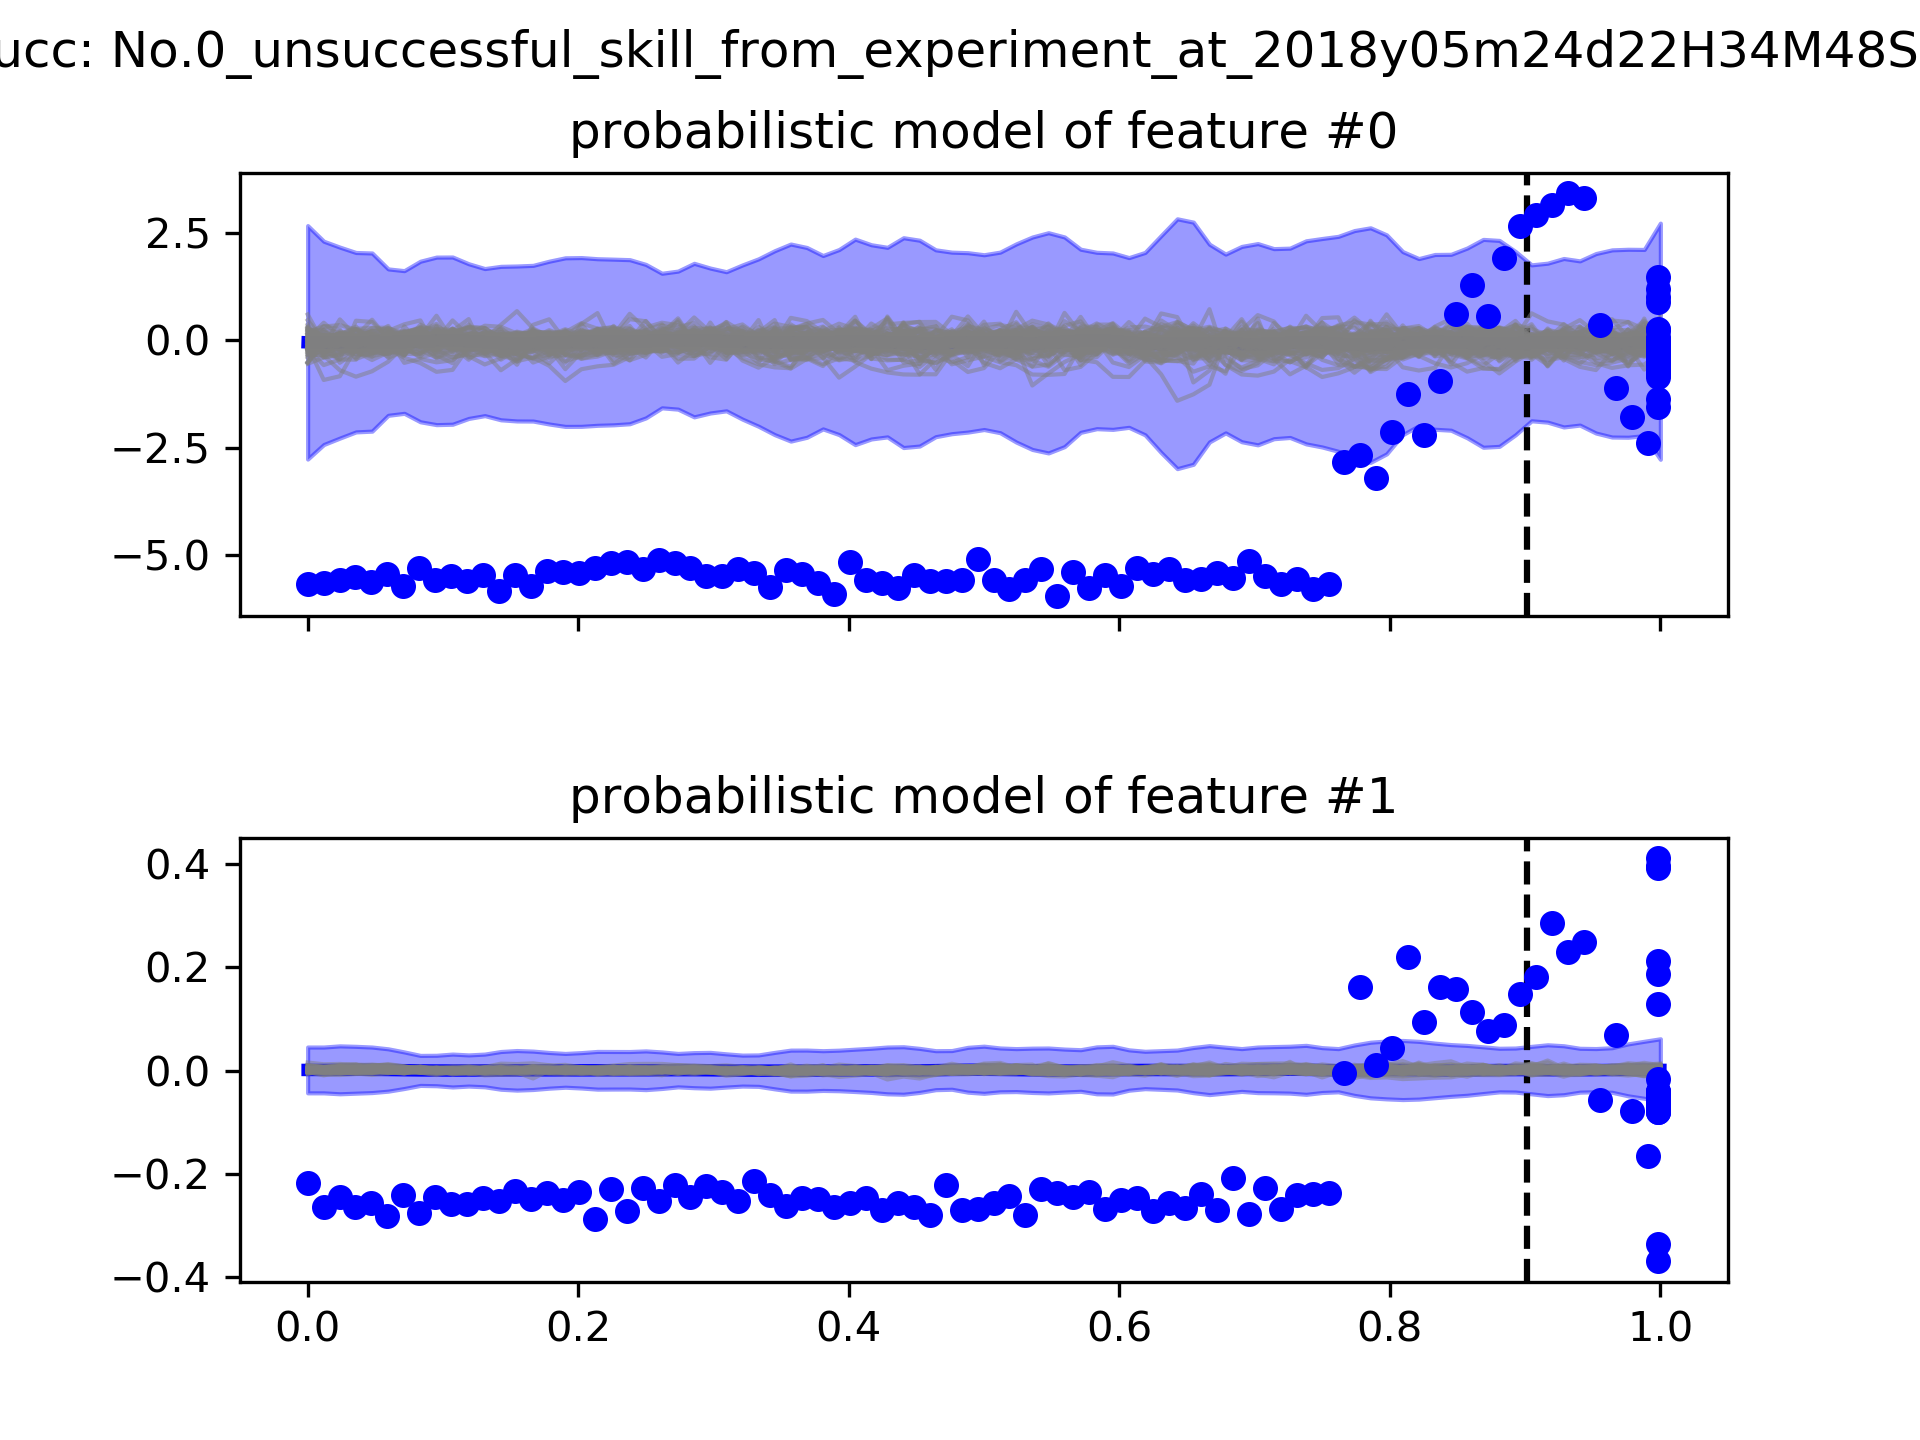 ucc: No.0_unsuccessful_skill_from_experiment_at_2018y05m24d22H34M48S
probabilistic model of feature #0
2.5
0.0
−2.5
−5.0
probabilistic model of feature #1
0.4
0.2
0.0
−0.2
−0.4
0.0 0.2 0.4 0.6 0.8 1.0